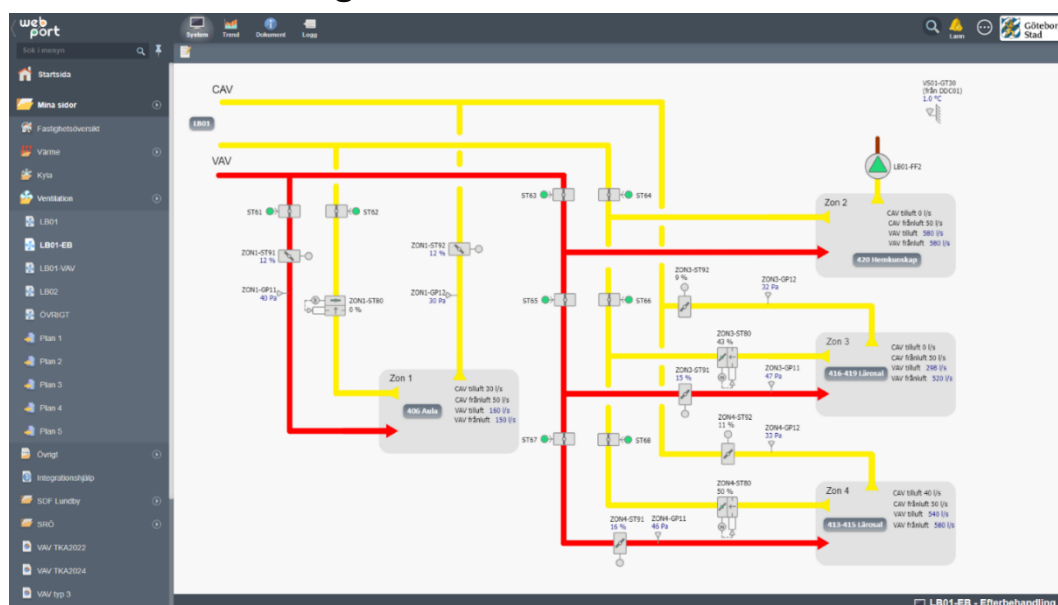 web
port
System
Trend
Dokument
Logg
Larm
Götebor
Stad
Sök i menyn
Startsida
Mina sidor
Fastighetsöversikt
Värme
Kyla
Ventilation
LB01
LB01-EB
LB01-VAV
LB02
ÖVRIGT
Plan 1
Plan 2
Plan 3
Plan 4
Plan 5
Övrigt
Integrationshjälp
SDF Lundby
SRÖ
VAV TKA2022
VAV TKA2024
VAV typ 3
CAV
LB01
VAV
VS01-GT30
(från DDC01)
1.0 °C
LB01-FF2
ST61
ST62
ST63
ST64
ZON1-ST91
12 %
ZON1-ST92
12 %
ZON1-GP11
40 Pa
ZON1-ST80
0 %
ZON1-GP12
30 Pa
ST65
ST66
Zon 2
CAV tilluft 0 l/s
CAV frånluft 50 l/s
VAV tilluft 580 l/s
VAV frånluft 380 l/s
420 Hemkunskap
ZON3-ST92
9 %
ZON3-GP12
32 Pa
ZON3-ST80
43 %
ZON3-ST91
15 %
ZON3-GP11
47 Pa
Zon 3
CAV tilluft 0 l/s
CAV frånluft 50 l/s
VAV tilluft 298 l/s
VAV frånluft 520 l/s
416-419 Lärosal
Zon 1
CAV tilluft 30 l/s
CAV frånluft 50 l/s
VAV tilluft 160 l/s
VAV frånluft 150 l/s
406 Aula
ST67
ST68
ZON4-ST92
11 %
ZON4-GP12
33 Pa
ZON4-ST80
50 %
ZON4-ST91
16 %
ZON4-GP11
46 Pa
Zon 4
CAV tilluft 40 l/s
CAV frånluft 50 l/s
VAV tilluft 540 l/s
VAV frånluft 580 l/s
413-415 Lärosal
LB01-EB - Efterbehandling